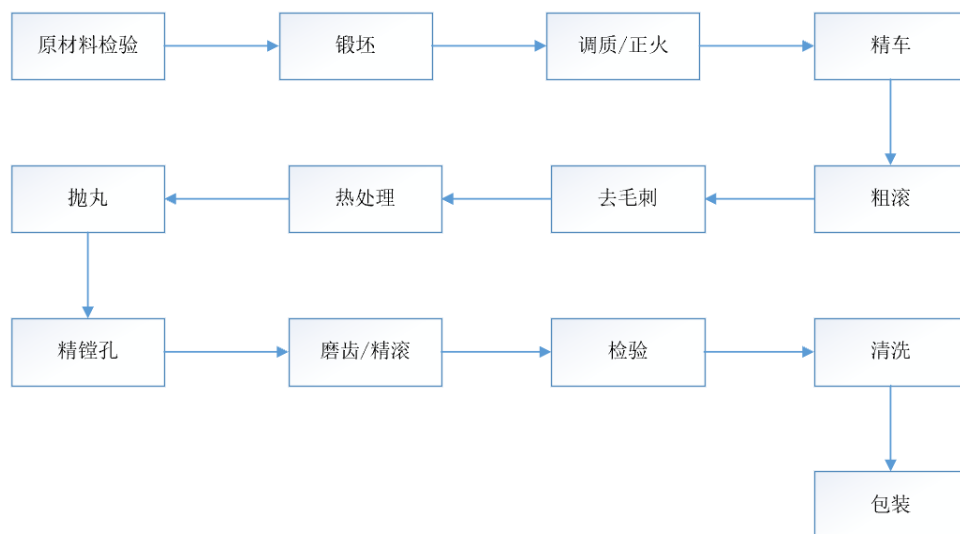 原材料检验
锻坯
调质/正火
精车
粗滚
去毛刺
热处理
抛丸
精镗孔
磨齿/精滚
检验
清洗
包装